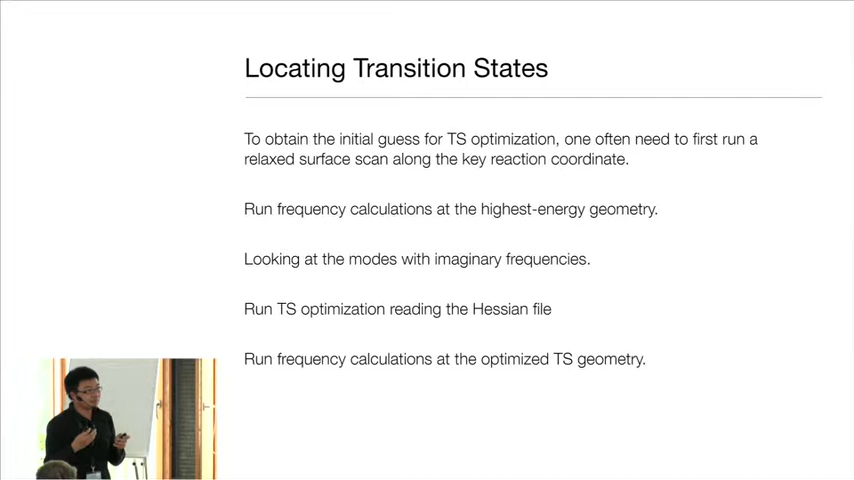 Locating Transition States
To obtain the initial guess for TS optimization, one often need to first run a
relaxed surface scan along the key reaction coordinate.
Run frequency calculations at the highest-energy geometry.
Looking at the modes with imaginary frequencies.
Run TS optimization reading the Hessian file
Run frequency calculations at the optimized TS geometry.